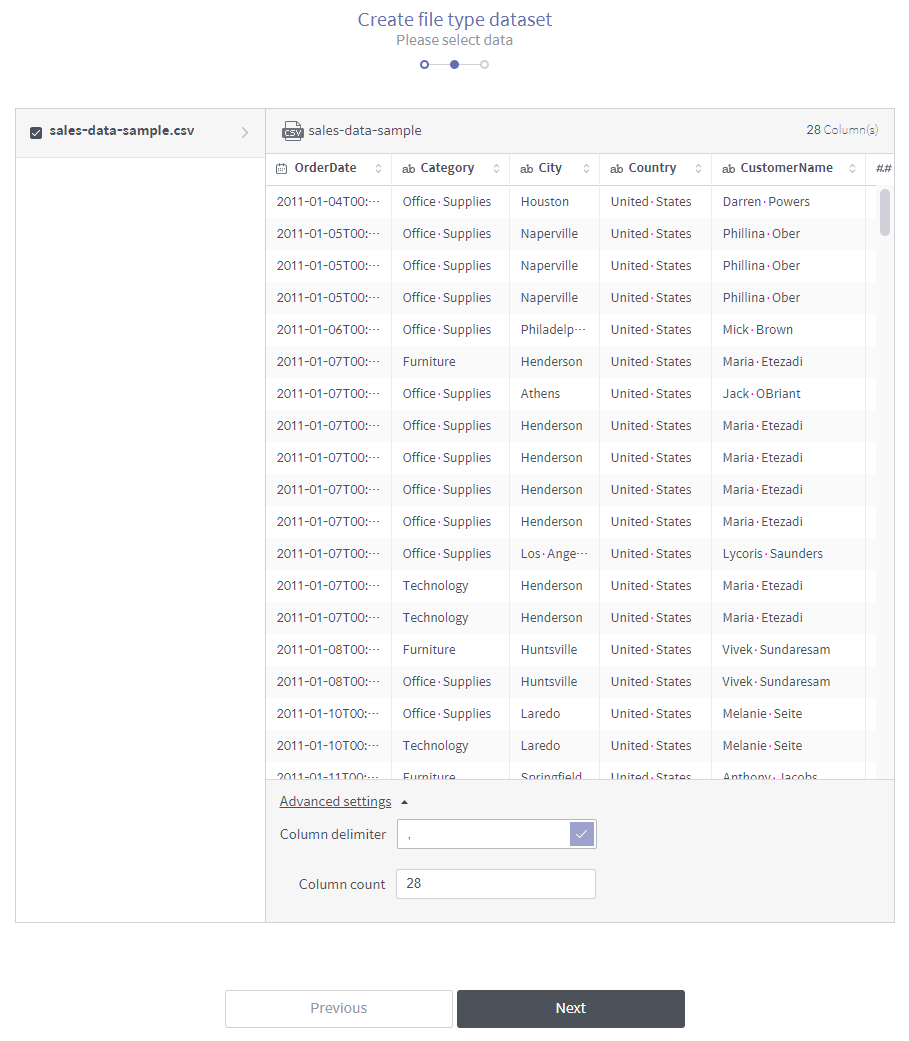 Create file type dataset
Please select data
sales-data-sample.csv
CSV sales-data-sample 28 Column(s)
OrderDate ab Category ab City ab Country ab CustomerName ##
2011-01-04T00:··· Office·Supplies Houston United·States Darren·Powers
2011-01-05T00:··· Office·Supplies Naperville United·States Phillina·Ober
2011-01-05T00:··· Office·Supplies Naperville United·States Phillina·Ober
2011-01-05T00:··· Office·Supplies Naperville United·States Phillina·Ober
2011-01-06T00:··· Office·Supplies Philadelp··· United·States Mick·Brown
2011-01-07T00:··· Furniture Henderson United·States Maria·Etezadi
2011-01-07T00:··· Office·Supplies Athens United·States Jack·OBriant
2011-01-07T00:··· Office·Supplies Henderson United·States Maria·Etezadi
2011-01-07T00:··· Office·Supplies Henderson United·States Maria·Etezadi
2011-01-07T00:··· Office·Supplies Henderson United·States Maria·Etezadi
2011-01-07T00:··· Office·Supplies Henderson United·States Maria·Etezadi
2011-01-07T00:··· Office·Supplies Los·Ange··· United·States Lycoris·Saunders
2011-01-07T00:··· Technology Henderson United·States Maria·Etezadi
2011-01-07T00:··· Technology Henderson United·States Maria·Etezadi
2011-01-08T00:··· Furniture Huntsville United·States Vivek·Sundaresam
2011-01-08T00:··· Office·Supplies Huntsville United·States Vivek·Sundaresam
2011-01-10T00:··· Office·Supplies Laredo United·States Melanie·Seite
2011-01-10T00:··· Technology Laredo United·States Melanie·Seite
2011-01-11T00:··· Furniture Springfield United·States Anthony·Jacobs
Advanced settings
Column delimiter ,
Column count 28
Previous Next